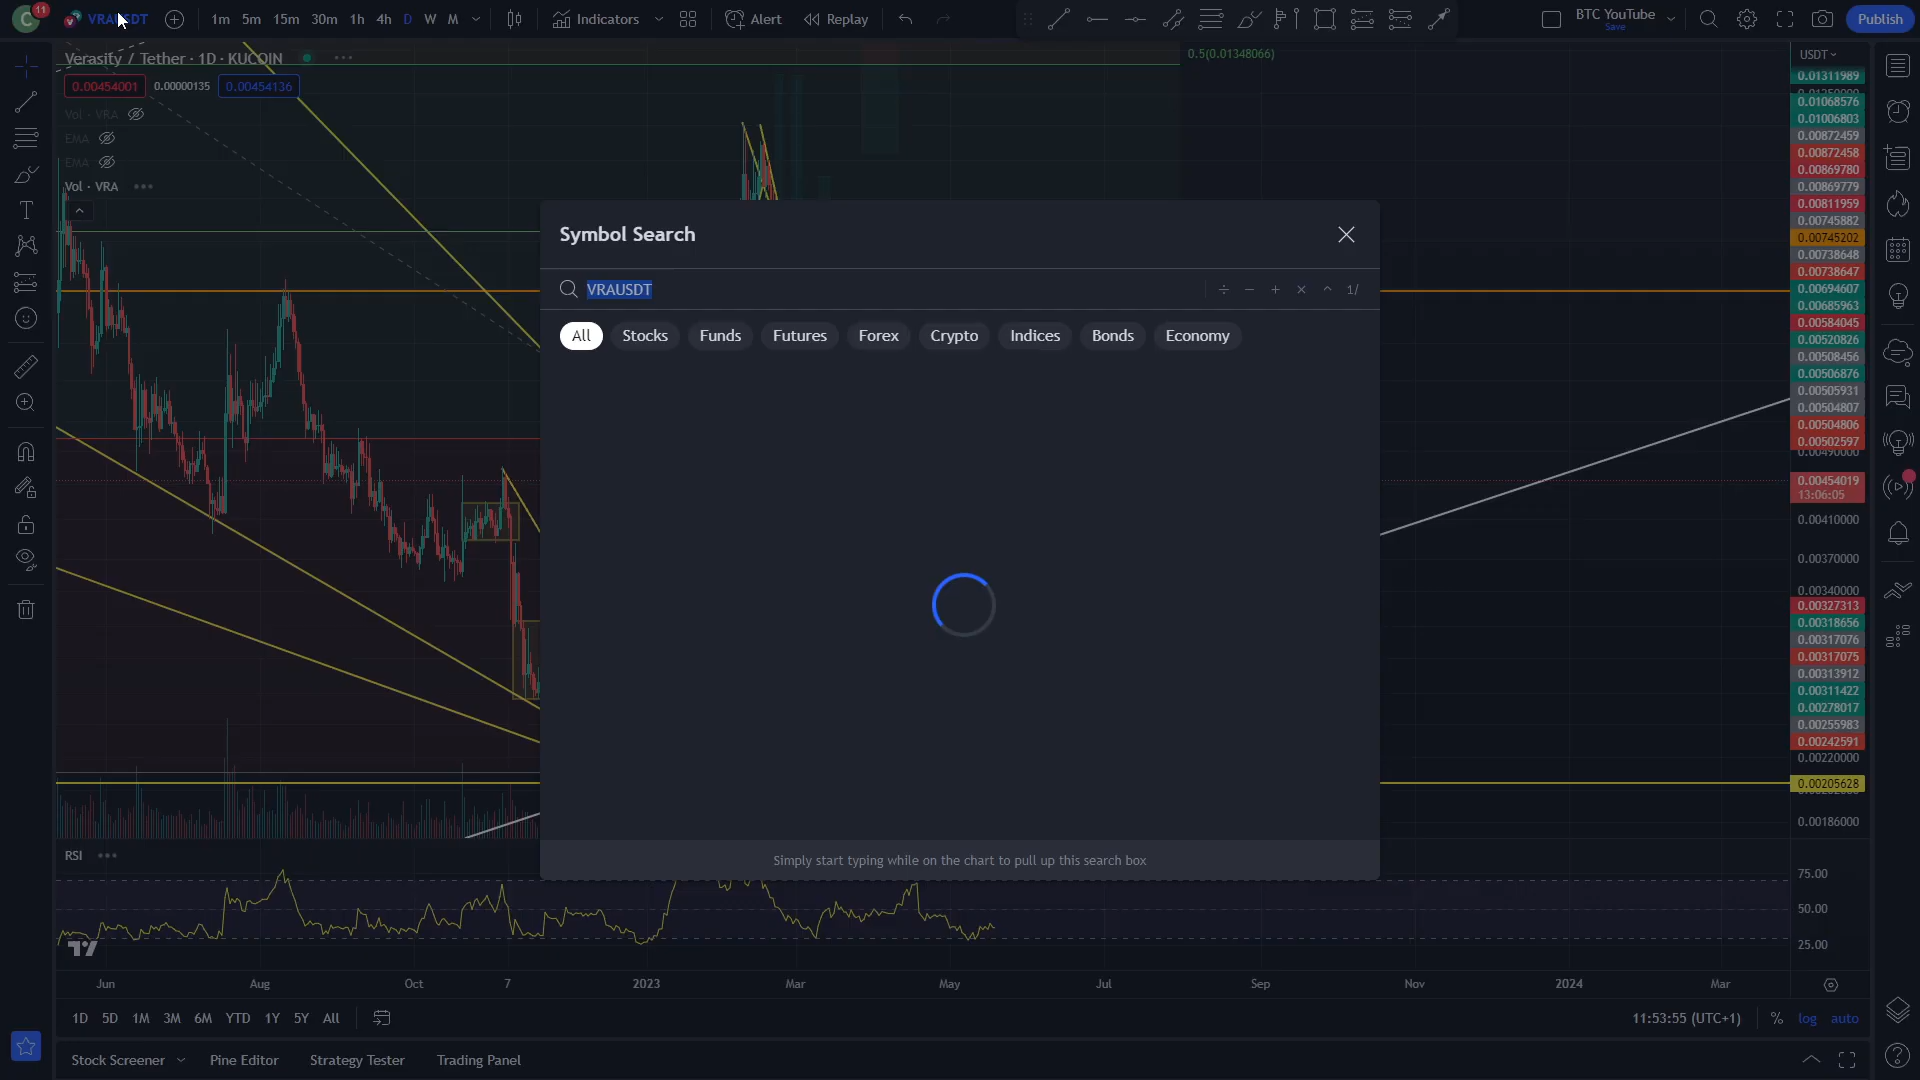 11
VRAUSDT
1m 5m 15m 30m 1h 4h D W M
Indicators
Alert
Replay
BTC YouTube
Save
Publish
Verasity / Tether · 1D · KUCOIN
0.00454001 0.00000135 0.00454136
Vol · VRA
EMA
EMA
Vol · VRA
0.5(0.01348066)
USDT
0.01311989
0.01068576
0.01006803
0.00872459
0.00872458
0.00869780
0.00869779
0.00811959
0.00745882
0.00745202
0.00738648
0.00738647
0.00694607
0.00685963
0.00584045
0.00520826
0.00508456
0.00506876
0.00505931
0.00504807
0.00504806
0.00502597
0.00490000
0.00454019
13:06:05
0.00410000
0.00370000
0.00340000
0.00327313
0.00318656
0.00317076
0.00317075
0.00313912
0.00311422
0.00278017
0.00255983
0.00242591
0.00220000
0.00205628
0.00186000
Symbol Search
VRAUSDT
÷ − + × ^ 1/
All Stocks Funds Futures Forex Crypto Indices Bonds Economy
Simply start typing while on the chart to pull up this search box
RSI
75.00
50.00
25.00
Jun Aug Oct 7 2023 Mar May Jul Sep Nov 2024 Mar
1D 5D 1M 3M 6M YTD 1Y 5Y All
11:53:55 (UTC+1) % log auto
Stock Screener Pine Editor Strategy Tester Trading Panel